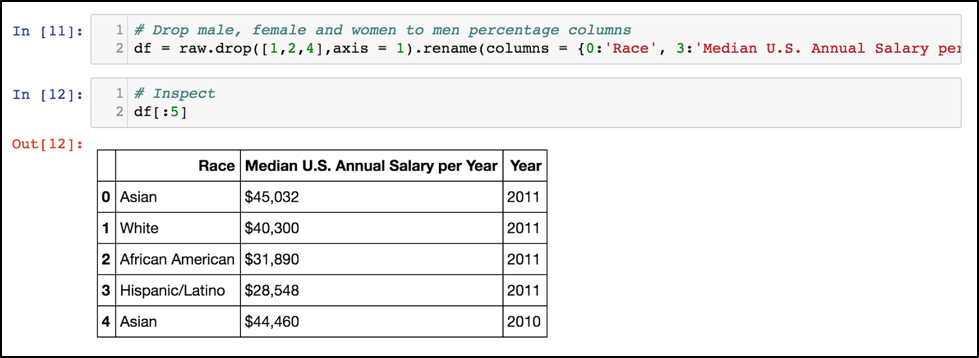 In [11]: 1 # Drop male, female and women to men percentage columns
2 df = raw.drop([1,2,4],axis = 1).rename(columns = {0:'Race', 3:'Median U.S. Annual Salary per
In [12]: 1 # Inspect
2 df[:5]
Out[12]:
Race Median U.S. Annual Salary per Year Year
0 Asian $45,032 2011
1 White $40,300 2011
2 African American $31,890 2011
3 Hispanic/Latino $28,548 2011
4 Asian $44,460 2010